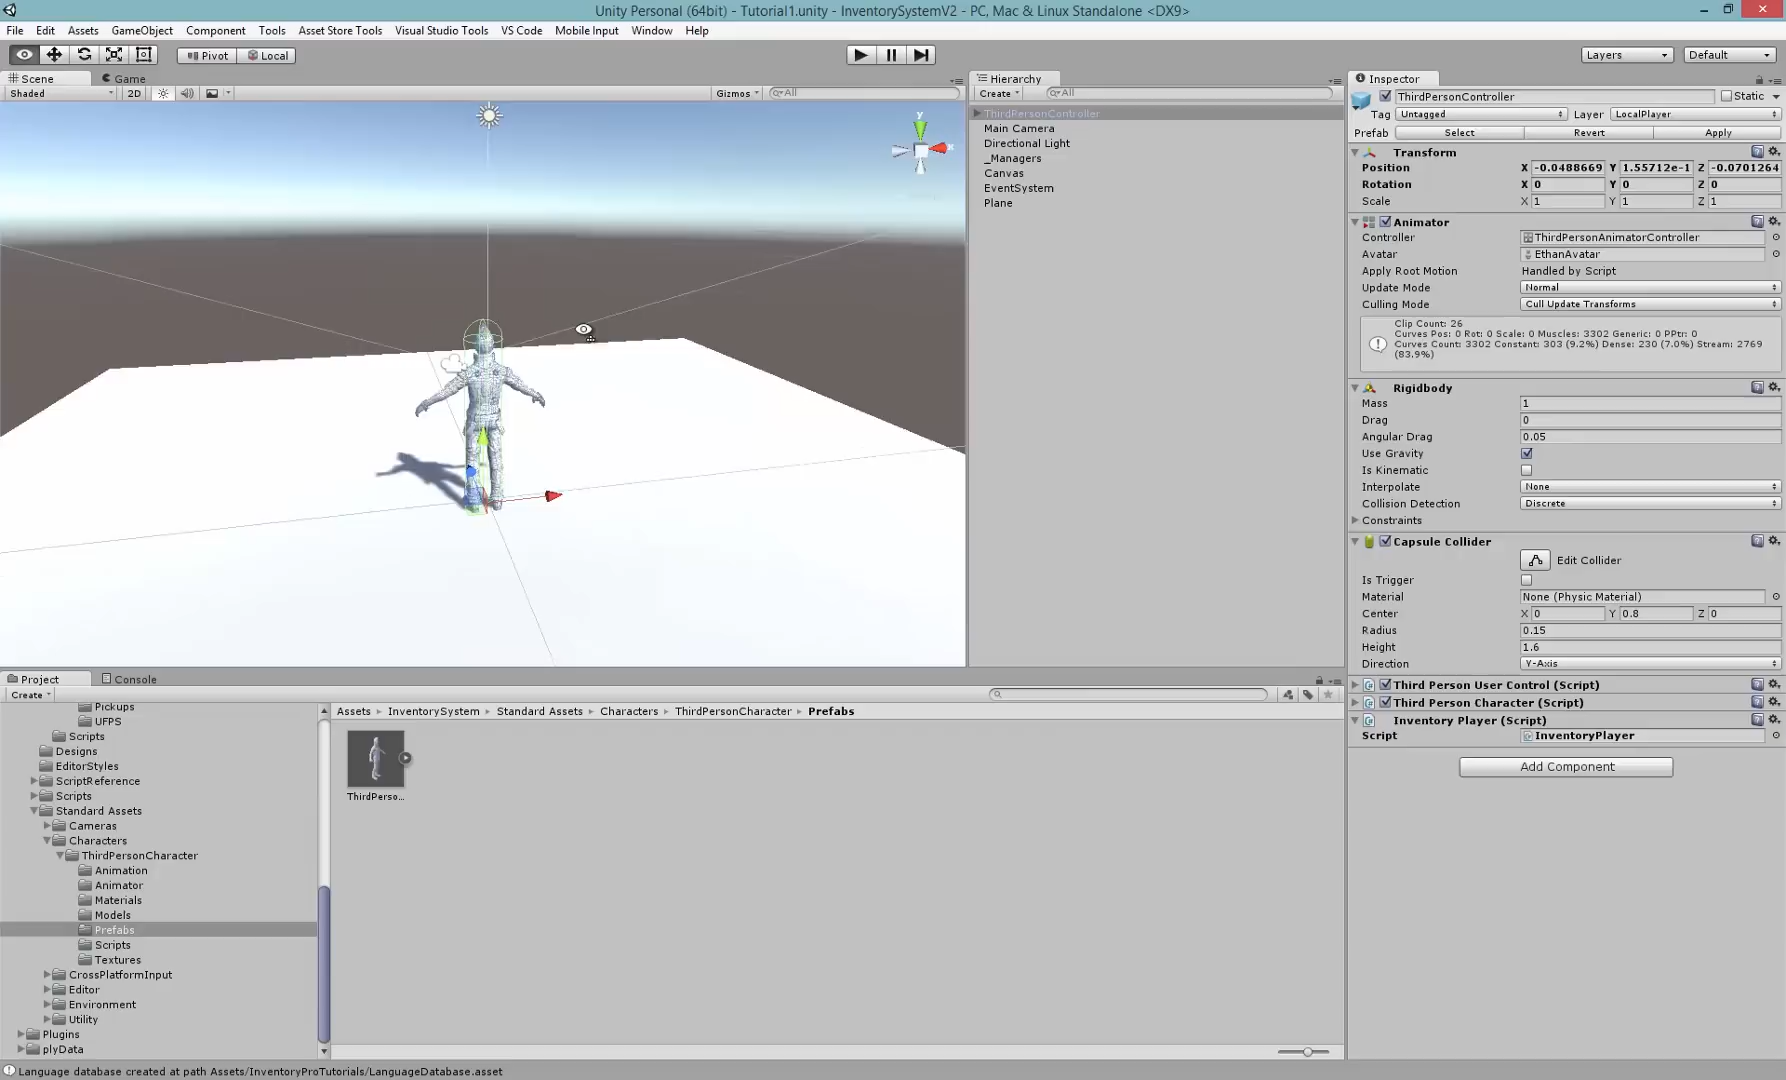 Unity Personal (64bit) - Tutorial1.unity - InventorySystemV2 - PC, Mac & Linux Standalone <DX9>
File Edit Assets GameObject Component Tools Asset Store Tools Visual Studio Tools VS Code Mobile Input Window Help
Pivot Local Layers Default
Scene Game
Shaded 2D Gizmos All
y
x
Hierarchy
Create All
ThirdPersonController
Main Camera
Directional Light
_Managers
Canvas
EventSystem
Plane
Inspector
ThirdPersonController Static
Tag Untagged Layer LocalPlayer
Prefab Select Revert Apply
Transform
Position X -0.0488669 Y 1.55712e-1 Z -0.0701264
Rotation X 0 Y 0 Z 0
Scale X 1 Y 1 Z 1
Animator
Controller ThirdPersonAnimatorController
Avatar EthanAvatar
Apply Root Motion Handled by Script
Update Mode Normal
Culling Mode Cull Update Transforms
Clip Count: 26
Curves Pos: 0 Rot: 0 Scale: 0 Muscles: 3302 Generic: 0 PPtr: 0
Curves Count: 3302 Constant: 303 (9.2%) Dense: 230 (7.0%) Stream: 2769
(83.9%)
Rigidbody
Mass 1
Drag 0
Angular Drag 0.05
Use Gravity
Is Kinematic
Interpolate None
Collision Detection Discrete
Constraints
Capsule Collider
Edit Collider
Is Trigger
Material None (Physic Material)
Center X 0 Y 0.8 Z 0
Radius 0.15
Height 1.6
Direction Y-Axis
Third Person User Control (Script)
Third Person Character (Script)
Inventory Player (Script)
Script InventoryPlayer
Add Component
Project Console
Create
Pickups
UFPS
Scripts
Designs
EditorStyles
ScriptReference
Scripts
Standard Assets
Cameras
Characters
ThirdPersonCharacter
Animation
Animator
Materials
Models
Prefabs
Scripts
Textures
CrossPlatformInput
Editor
Environment
Utility
Plugins
plyData
Assets InventorySystem Standard Assets Characters ThirdPersonCharacter Prefabs
ThirdPerso...
Language database created at path Assets/InventoryProTutorials/LanguageDatabase.asset